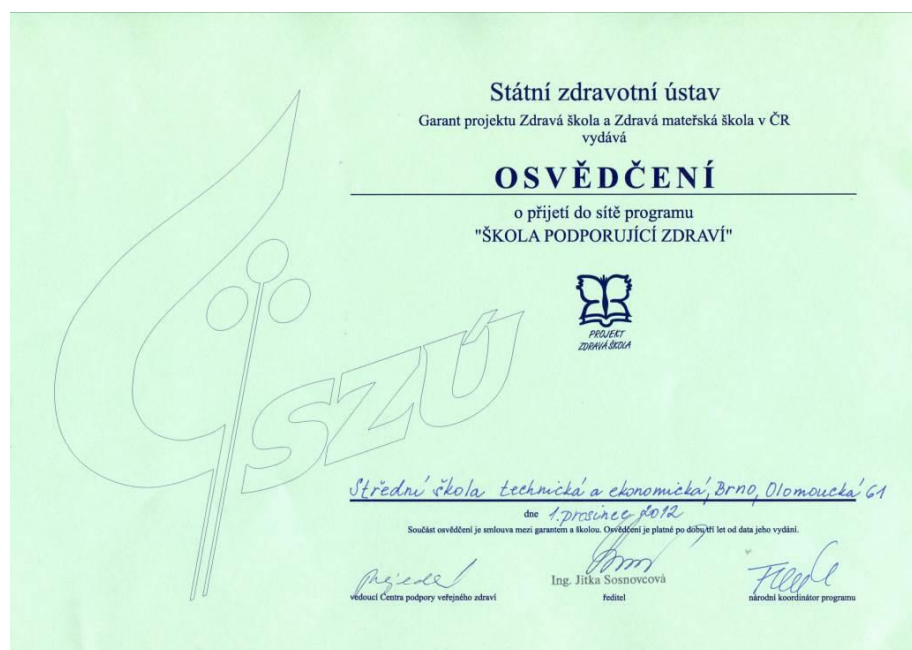 Státní zdravotní ústav
Garant projektu Zdravá škola a Zdravá mateřská škola v ČR
vydává
OSVĚDČENÍ
o přijetí do sítě programu
"ŠKOLA PODPORUJÍCÍ ZDRAVÍ"
PROJEKT
ZDRAVÁ ŠKOLA
SZÚ
Střední škola technická a ekonomická, Brno, Olomoucká 61
dne 1. prosinec 2012
Součást osvědčení je smlouva mezi garantem a školou. Osvědčení je platné po dobu tří let od data jeho vydání.
Ing. Jitka Sosnovcová
vedoucí Centra podpory veřejného zdraví
ředitel
národní koordinátor programu